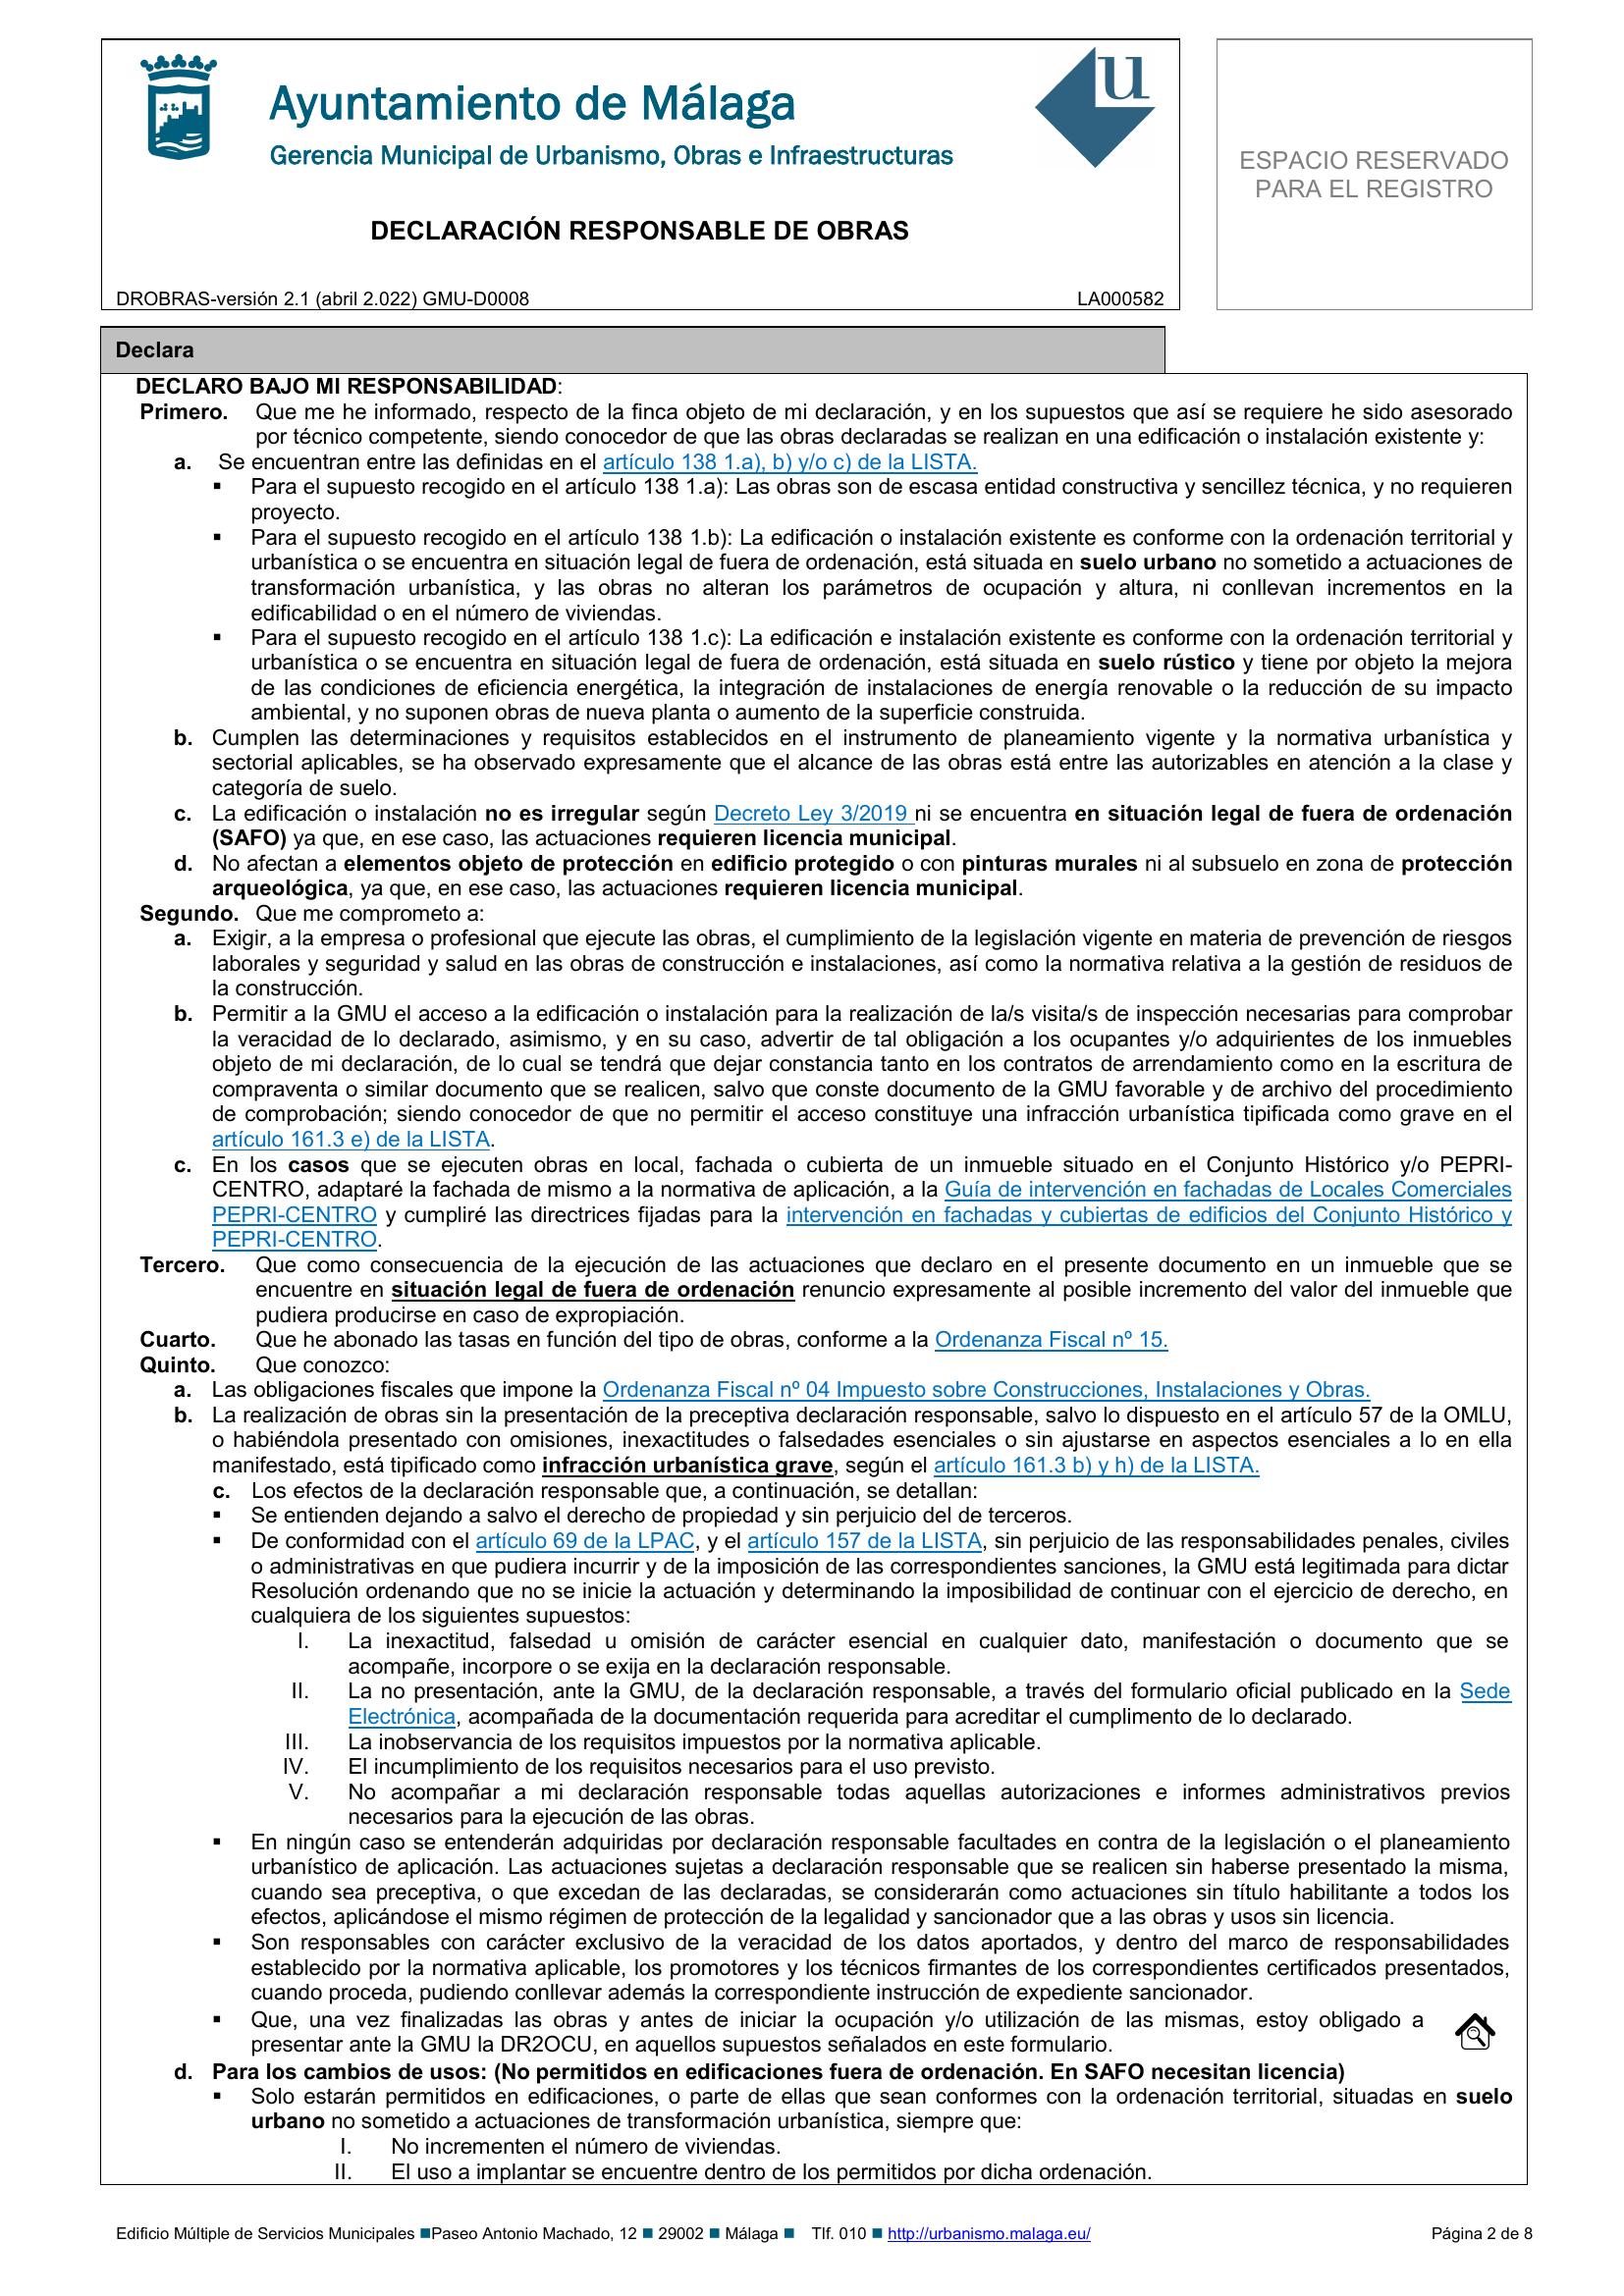 Ayuntamiento de Málaga
Gerencia Municipal de Urbanismo, Obras e Infraestructuras
u
DECLARACIÓN RESPONSABLE DE OBRAS
DROBRAS-versión 2.1 (abril 2.022) GMU-D0008 LA000582
ESPACIO RESERVADO
PARA EL REGISTRO
Declara
DECLARO BAJO MI RESPONSABILIDAD:
Primero. Que me he informado, respecto de la finca objeto de mi declaración, y en los supuestos que así se requiere he sido asesorado
por técnico competente, siendo conocedor de que las obras declaradas se realizan en una edificación o instalación existente y:
a. Se encuentran entre las definidas en el artículo 138 1.a), b) y/o c) de la LISTA.
▪ Para el supuesto recogido en el artículo 138 1.a): Las obras son de escasa entidad constructiva y sencillez técnica, y no requieren
proyecto.
▪ Para el supuesto recogido en el artículo 138 1.b): La edificación o instalación existente es conforme con la ordenación territorial y
urbanística o se encuentra en situación legal de fuera de ordenación, está situada en suelo urbano no sometido a actuaciones de
transformación urbanística, y las obras no alteran los parámetros de ocupación y altura, ni conllevan incrementos en la
edificabilidad o en el número de viviendas.
▪ Para el supuesto recogido en el artículo 138 1.c): La edificación e instalación existente es conforme con la ordenación territorial y
urbanística o se encuentra en situación legal de fuera de ordenación, está situada en suelo rústico y tiene por objeto la mejora
de las condiciones de eficiencia energética, la integración de instalaciones de energía renovable o la reducción de su impacto
ambiental, y no suponen obras de nueva planta o aumento de la superficie construida.
b. Cumplen las determinaciones y requisitos establecidos en el instrumento de planeamiento vigente y la normativa urbanística y
sectorial aplicables, se ha observado expresamente que el alcance de las obras está entre las autorizables en atención a la clase y
categoría de suelo.
c. La edificación o instalación no es irregular según Decreto Ley 3/2019 ni se encuentra en situación legal de fuera de ordenación
(SAFO) ya que, en ese caso, las actuaciones requieren licencia municipal.
d. No afectan a elementos objeto de protección en edificio protegido o con pinturas murales ni al subsuelo en zona de protección
arqueológica, ya que, en ese caso, las actuaciones requieren licencia municipal.
Segundo. Que me comprometo a:
a. Exigir, a la empresa o profesional que ejecute las obras, el cumplimiento de la legislación vigente en materia de prevención de riesgos
laborales y seguridad y salud en las obras de construcción e instalaciones, así como la normativa relativa a la gestión de residuos de
la construcción.
b. Permitir a la GMU el acceso a la edificación o instalación para la realización de la/s visita/s de inspección necesarias para comprobar
la veracidad de lo declarado, asimismo, y en su caso, advertir de tal obligación a los ocupantes y/o adquirientes de los inmuebles
objeto de mi declaración, de lo cual se tendrá que dejar constancia tanto en los contratos de arrendamiento como en la escritura de
compraventa o similar documento que se realicen, salvo que conste documento de la GMU favorable y de archivo del procedimiento
de comprobación; siendo conocedor de que no permitir el acceso constituye una infracción urbanística tipificada como grave en el
artículo 161.3 e) de la LISTA.
c. En los casos que se ejecuten obras en local, fachada o cubierta de un inmueble situado en el Conjunto Histórico y/o PEPRI-
CENTRO, adaptaré la fachada de mismo a la normativa de aplicación, a la Guía de intervención en fachadas de Locales Comerciales
PEPRI-CENTRO y cumpliré las directrices fijadas para la intervención en fachadas y cubiertas de edificios del Conjunto Histórico y
PEPRI-CENTRO.
Tercero. Que como consecuencia de la ejecución de las actuaciones que declaro en el presente documento en un inmueble que se
encuentre en situación legal de fuera de ordenación renuncio expresamente al posible incremento del valor del inmueble que
pudiera producirse en caso de expropiación.
Cuarto. Que he abonado las tasas en función del tipo de obras, conforme a la Ordenanza Fiscal nº 15.
Quinto. Que conozco:
a. Las obligaciones fiscales que impone la Ordenanza Fiscal nº 04 Impuesto sobre Construcciones, Instalaciones y Obras.
b. La realización de obras sin la presentación de la preceptiva declaración responsable, salvo lo dispuesto en el artículo 57 de la OMLU,
o habiéndola presentado con omisiones, inexactitudes o falsedades esenciales o sin ajustarse en aspectos esenciales a lo en ella
manifestado, está tipificado como infracción urbanística grave, según el artículo 161.3 b) y h) de la LISTA.
c. Los efectos de la declaración responsable que, a continuación, se detallan:
▪ Se entienden dejando a salvo el derecho de propiedad y sin perjuicio del de terceros.
▪ De conformidad con el artículo 69 de la LPAC, y el artículo 157 de la LISTA, sin perjuicio de las responsabilidades penales, civiles
o administrativas en que pudiera incurrir y de la imposición de las correspondientes sanciones, la GMU está legitimada para dictar
Resolución ordenando que no se inicie la actuación y determinando la imposibilidad de continuar con el ejercicio de derecho, en
cualquiera de los siguientes supuestos:
I. La inexactitud, falsedad u omisión de carácter esencial en cualquier dato, manifestación o documento que se
acompañe, incorpore o se exija en la declaración responsable.
II. La no presentación, ante la GMU, de la declaración responsable, a través del formulario oficial publicado en la Sede
Electrónica, acompañada de la documentación requerida para acreditar el cumplimento de lo declarado.
III. La inobservancia de los requisitos impuestos por la normativa aplicable.
IV. El incumplimiento de los requisitos necesarios para el uso previsto.
V. No acompañar a mi declaración responsable todas aquellas autorizaciones e informes administrativos previos
necesarios para la ejecución de las obras.
▪ En ningún caso se entenderán adquiridas por declaración responsable facultades en contra de la legislación o el planeamiento
urbanístico de aplicación. Las actuaciones sujetas a declaración responsable que se realicen sin haberse presentado la misma,
cuando sea preceptiva, o que excedan de las declaradas, se considerarán como actuaciones sin título habilitante a todos los
efectos, aplicándose el mismo régimen de protección de la legalidad y sancionador que a las obras y usos sin licencia.
▪ Son responsables con carácter exclusivo de la veracidad de los datos aportados, y dentro del marco de responsabilidades
establecido por la normativa aplicable, los promotores y los técnicos firmantes de los correspondientes certificados presentados,
cuando proceda, pudiendo conllevar además la correspondiente instrucción de expediente sancionador.
▪ Que, una vez finalizadas las obras y antes de iniciar la ocupación y/o utilización de las mismas, estoy obligado a
presentar ante la GMU la DR2OCU, en aquellos supuestos señalados en este formulario.
d. Para los cambios de usos: (No permitidos en edificaciones fuera de ordenación. En SAFO necesitan licencia)
▪ Solo estarán permitidos en edificaciones, o parte de ellas que sean conformes con la ordenación territorial, situadas en suelo
urbano no sometido a actuaciones de transformación urbanística, siempre que:
I. No incrementen el número de viviendas.
II. El uso a implantar se encuentre dentro de los permitidos por dicha ordenación.
Edificio Múltiple de Servicios Municipales ■Paseo Antonio Machado, 12 ■ 29002 ■ Málaga ■ Tlf. 010 ■ http://urbanismo.malaga.eu/ Página 2 de 8